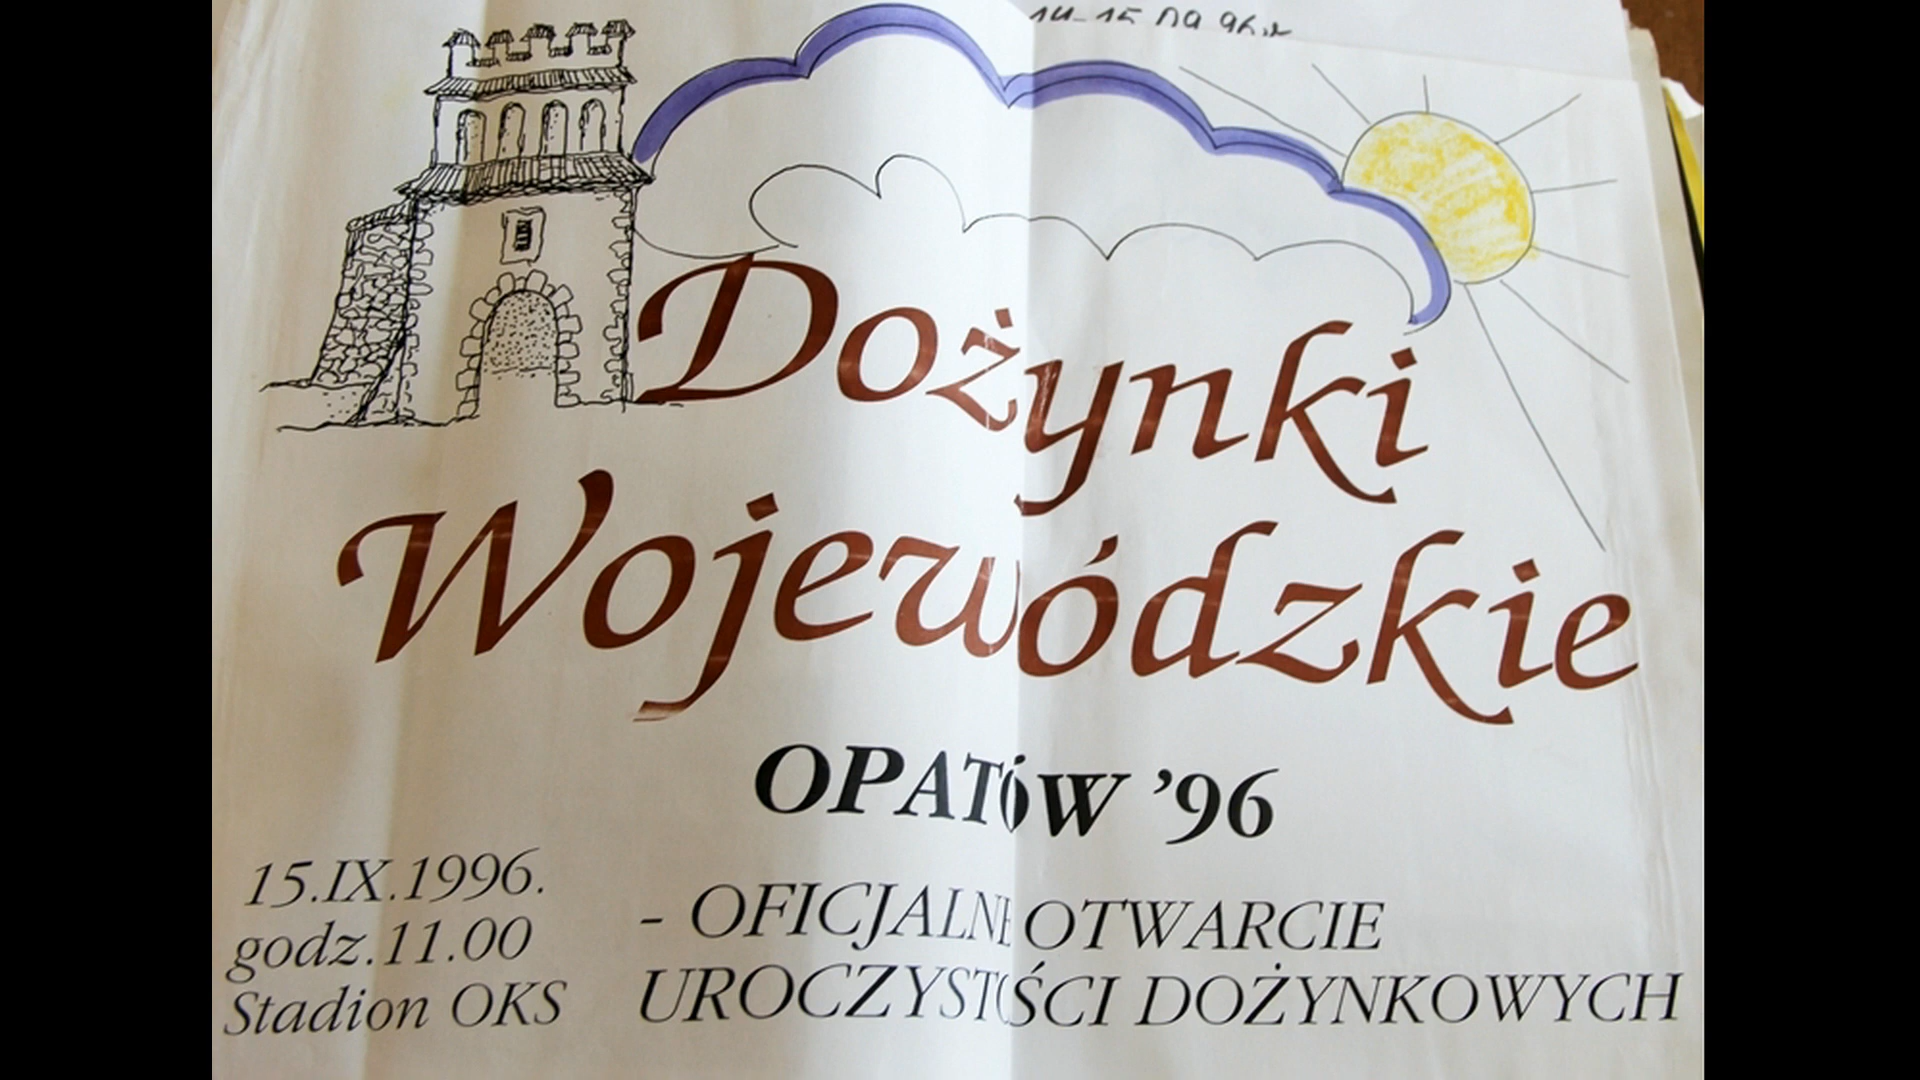 Dożynki
Wojewódzkie
OPATÓW '96
15.IX.1996.
godz.11.00
Stadion OKS
- OFICJALNE OTWARCIE
UROCZYSTOŚCI DOŻYNKOWYCH